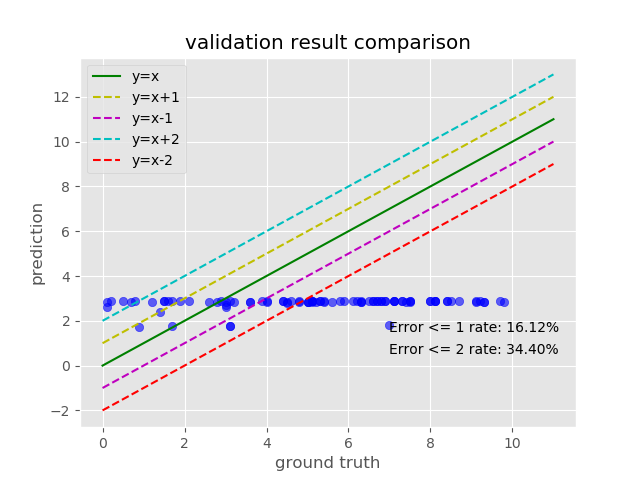 validation result comparison
y=x
y=x+1
y=x-1
y=x+2
y=x-2
12
10
8
6
4
2
0
−2
prediction
Error <= 1 rate: 16.12%
Error <= 2 rate: 34.40%
0 2 4 6 8 10
ground truth